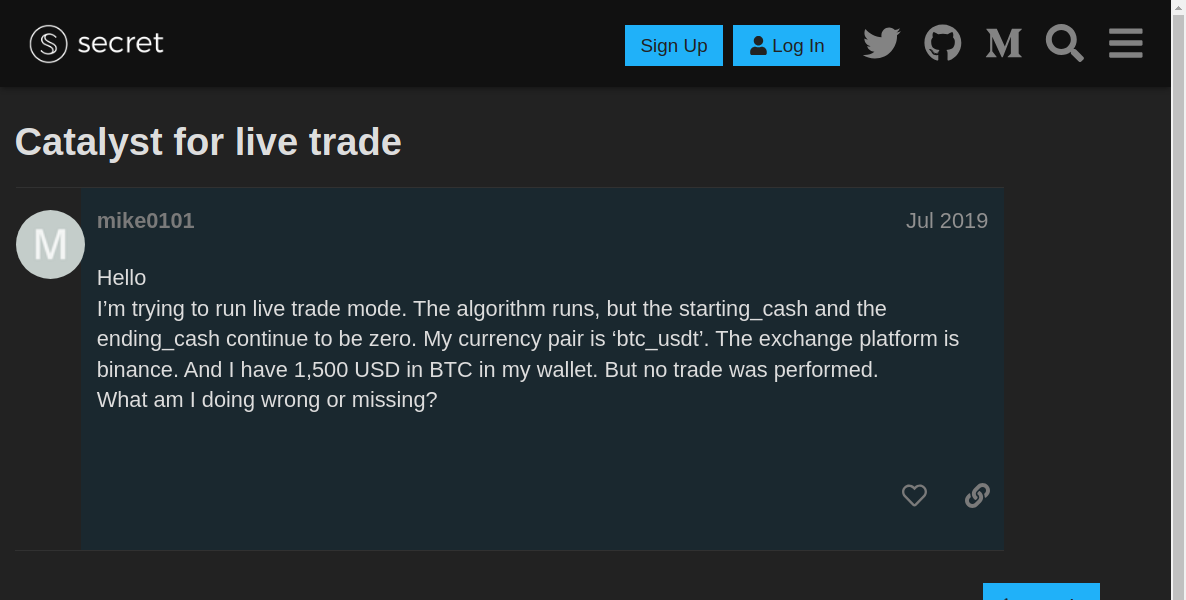 secret
Sign Up
Log In
Catalyst for live trade
M
mike0101
Jul 2019
Hello
I’m trying to run live trade mode. The algorithm runs, but the starting_cash and the
ending_cash continue to be zero. My currency pair is ‘btc_usdt’. The exchange platform is
binance. And I have 1,500 USD in BTC in my wallet. But no trade was performed.
What am I doing wrong or missing?